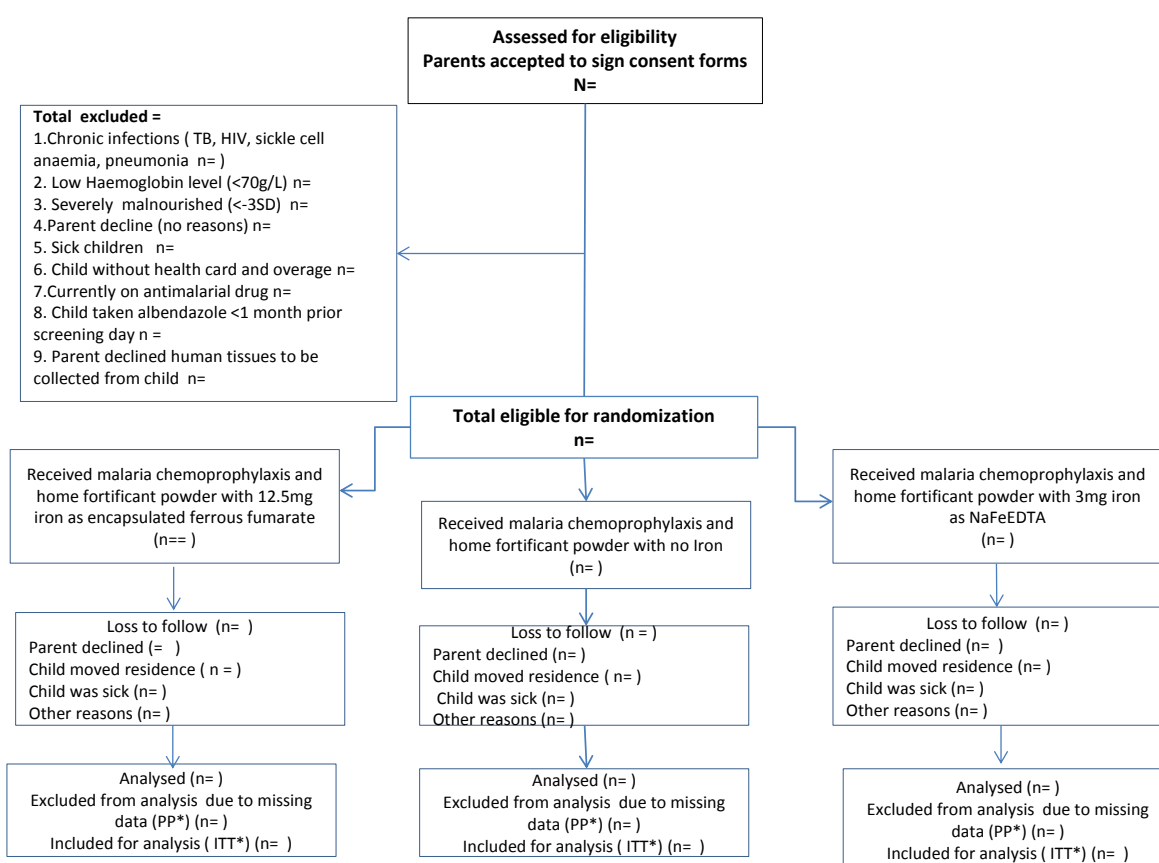 Assessed for eligibility
Parents accepted to sign consent forms
N=
Total excluded =
1.Chronic infections ( TB, HIV, sickle cell
anaemia, pneumonia n= )
2. Low Haemoglobin level (<70g/L) n=
3. Severely malnourished (<-3SD) n=
4.Parent decline (no reasons) n=
5. Sick children n=
6. Child without health card and overage n=
7.Currently on antimalarial drug n=
8. Child taken albendazole <1 month prior
screening day n =
9. Parent declined human tissues to be
collected from child n=
Total eligible for randomization
n=
Received malaria chemoprophylaxis and
home fortificant powder with 12.5mg
iron as encapsulated ferrous fumarate
(n== )
Received malaria chemoprophylaxis and
home fortificant powder with no Iron
(n= )
Received malaria chemoprophylaxis and
home fortificant powder with 3mg iron
as NaFeEDTA
(n= )
Loss to follow (n= )
Parent declined (= )
Child moved residence ( n = )
Child was sick (n= )
Other reasons (n= )
Loss to follow (n = )
Parent declined (n= )
Child moved residence ( n= )
Child was sick (n= )
Other reasons (n= )
Loss to follow (n= )
Parent declined (n= )
Child moved residence (n= )
Child was sick (n= )
Other reasons (n= )
Analysed (n= )
Excluded from analysis due to missing
data (PP*) (n= )
Included for analysis ( ITT*) (n= )
Analysed (n= )
Excluded from analysis due to missing
data (PP*) (n= )
Included for analysis ( ITT*) (n= )
Analysed (n= )
Excluded from analysis due to missing
data (PP*) (n= )
Included for analysis ( ITT*) (n= )